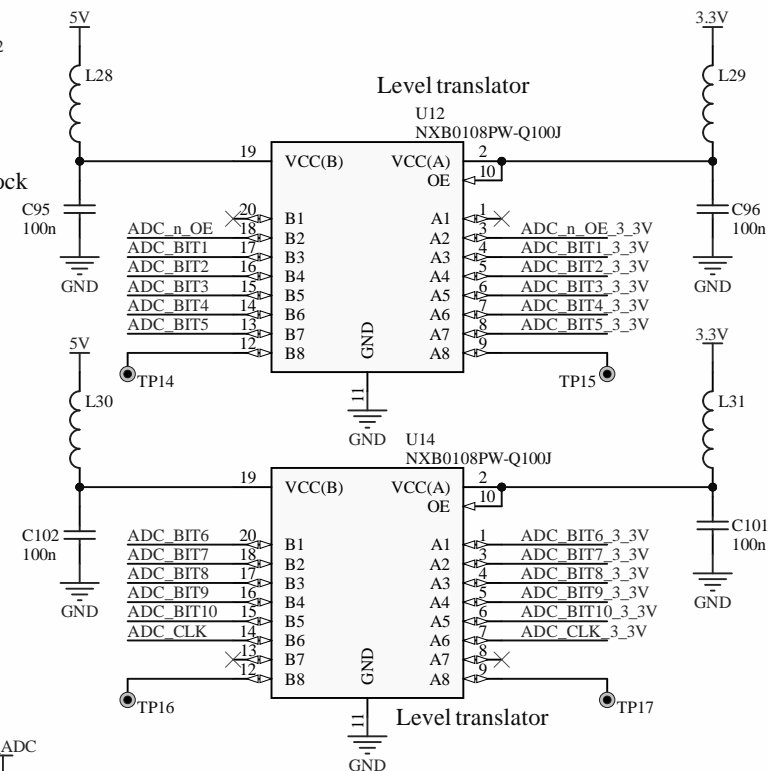 5V
3.3V
2
L28
L29
Level translator
U12
NXB0108PW-Q100J
19
VCC(B)
VCC(A)
2
OE
10
ock
C95
100n
C96
100n
20
B1
A1
1
ADC_n_OE
18
B2
A2
3
ADC_n_OE_3_3V
ADC_BIT1
17
B3
A3
4
ADC_BIT1_3_3V
ADC_BIT2
16
B4
A4
5
ADC_BIT2_3_3V
ADC_BIT3
15
B5
A5
6
ADC_BIT3_3_3V
ADC_BIT4
14
B6
A6
7
ADC_BIT4_3_3V
ADC_BIT5
13
B7
A7
8
ADC_BIT5_3_3V
12
B8
A8
9
GND
GND
GND
TP14
TP15
11
GND
5V
3.3V
L30
L31
U14
NXB0108PW-Q100J
19
VCC(B)
VCC(A)
2
OE
10
C102
100n
C101
100n
ADC_BIT6
20
B1
A1
1
ADC_BIT6_3_3V
ADC_BIT7
18
B2
A2
3
ADC_BIT7_3_3V
ADC_BIT8
17
B3
A3
4
ADC_BIT8_3_3V
ADC_BIT9
16
B4
A4
5
ADC_BIT9_3_3V
ADC_BIT10
15
B5
A5
6
ADC_BIT10_3_3V
ADC_CLK
14
B6
A6
7
ADC_CLK_3_3V
13
B7
A7
8
12
B8
A8
9
GND
GND
GND
TP16
TP17
11
Level translator
GND
ADC